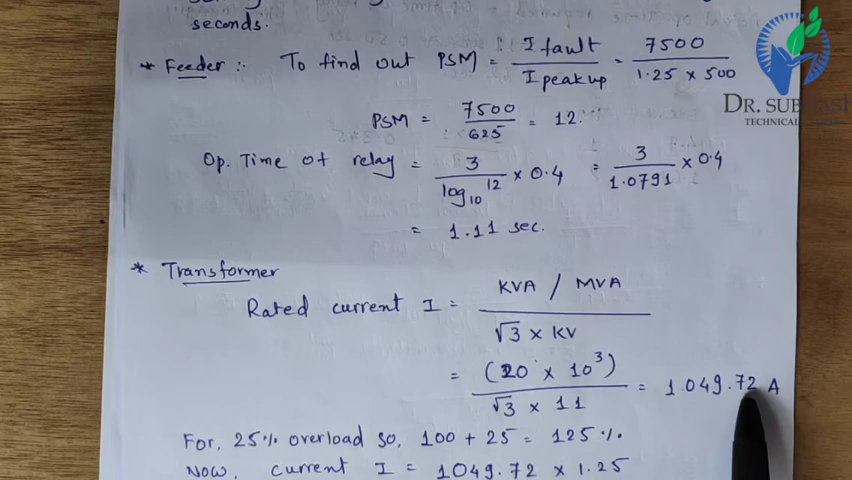 seconds.
* Feeder :- To find out PSM = I fault / I peakup = 7500 / 1.25 × 500
PSM = 7500 / 625 = 12.
Op. Time of relay = 3 / log10 12 × 0.4 = 3 / 1.0791 × 0.4
= 1.11 sec.
* Transformer
Rated current I = KVA / MVA / √3 × KV
= (20 × 10³) / √3 × 11 = 1.049.72 A
For, 25% overload so, 100 + 25 = 125 %.
Now, current I = 1049.72 × 1.25
TECHNICAL